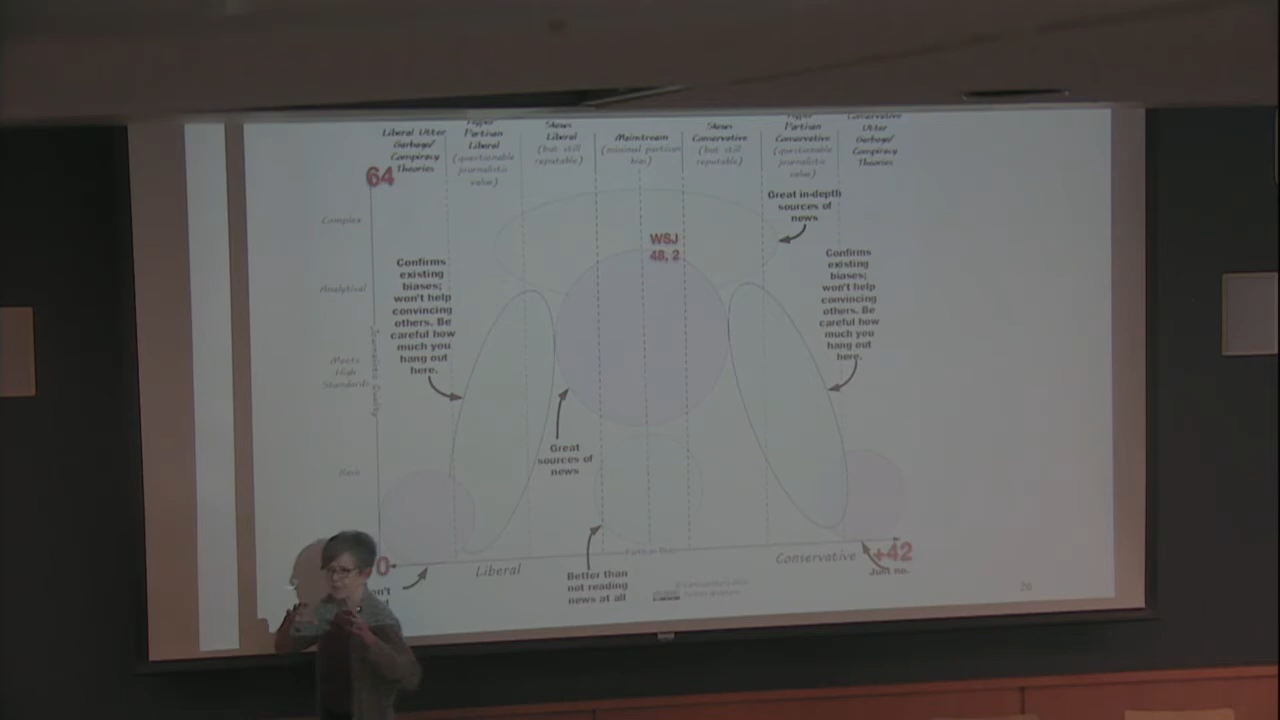 Liberal Utter
Garbage/
Conspiracy
Theories
Hyper
Partisan
Liberal
(questionable
journalistic
value)
Skews
Liberal
(but still
reputable)
Mainstream
(minimal partisan
bias)
Skews
Conservative
(but still
reputable)
Hyper
Partisan
Conservative
(questionable
journalistic
value)
Conservative
Utter
Garbage/
Conspiracy
Theories
64
Complex
Analytical
Meets
High
Standards
Journalistic Quality
Great in-depth
sources of
news
WSJ
48, 2
Confirms
existing
biases;
won't help
convincing
others. Be
careful how
much you
hang out
here.
Confirms
existing
biases;
won't help
convincing
others. Be
careful how
much you
hang out
here.
Great
sources of
news
Liberal
Conservative
0
+42
Just no.
Better than
not reading
news at all
26